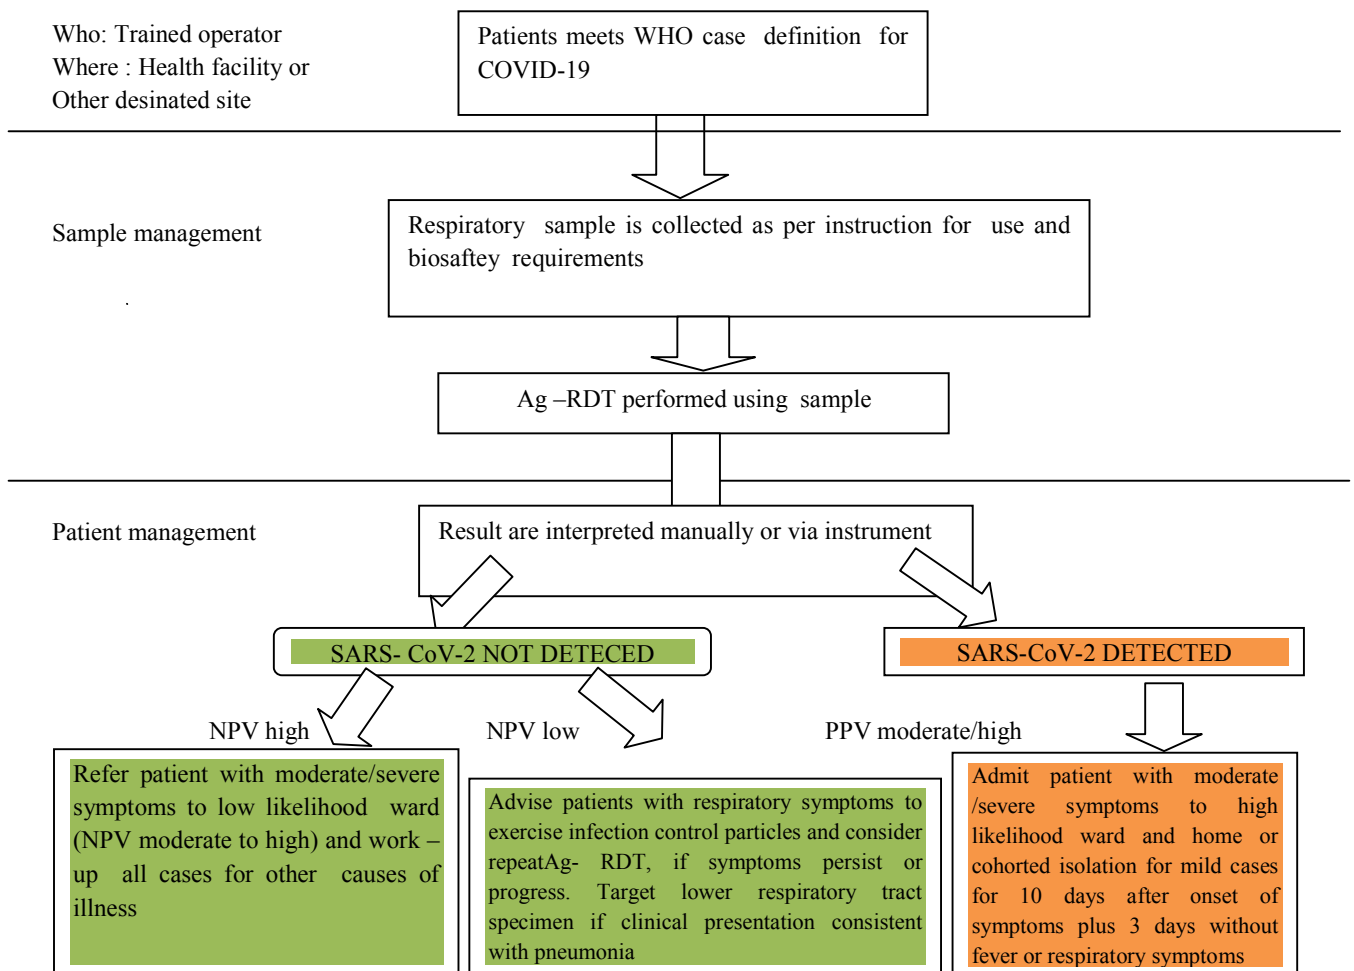 Who: Trained operator
Where : Health facility or
Other desinated site
Patients meets WHO case definition for
COVID-19
Sample management
Respiratory sample is collected as per instruction for use and
biosaftey requirements
Ag –RDT performed using sample
Patient management
Result are interpreted manually or via instrument
SARS- CoV-2 NOT DETECED
SARS-CoV-2 DETECTED
NPV high
NPV low
PPV moderate/high
Refer patient with moderate/severe
symptoms to low likelihood ward
(NPV moderate to high) and work –
up all cases for other causes of
illness
Advise patients with respiratory symptoms to
exercise infection control particles and consider
repeatAg- RDT, if symptoms persist or
progress. Target lower respiratory tract
specimen if clinical presentation consistent
with pneumonia
Admit patient with moderate
/severe symptoms to high
likelihood ward and home or
cohorted isolation for mild cases
for 10 days after onset of
symptoms plus 3 days without
fever or respiratory symptoms